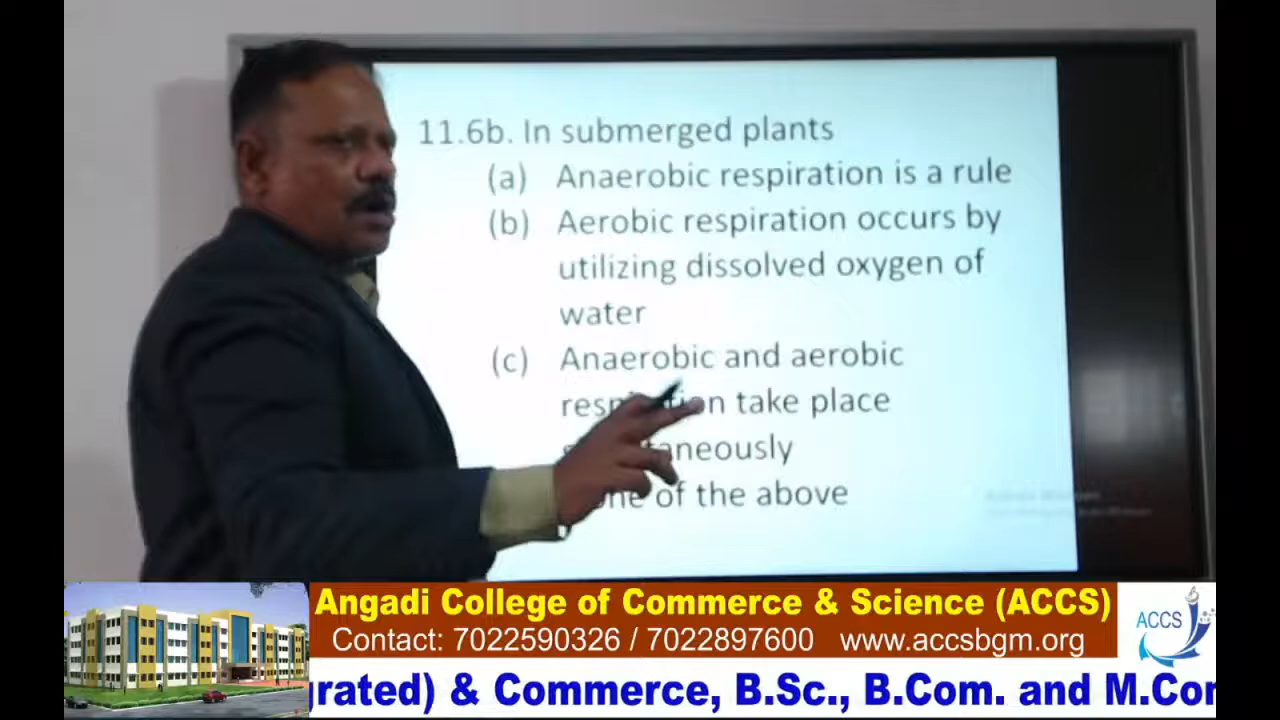 11.6b. In submerged plants
(a) Anaerobic respiration is a rule
(b) Aerobic respiration occurs by
utilizing dissolved oxygen of
water
(c) Anaerobic and aerobic
take place
of the above
Angadi College of Commerce & Science (ACCS)
Contact: 7022590326 / 7022897600 www.accsbgm.org
ACCS
& Commerce, B.Sc., B.Com. and